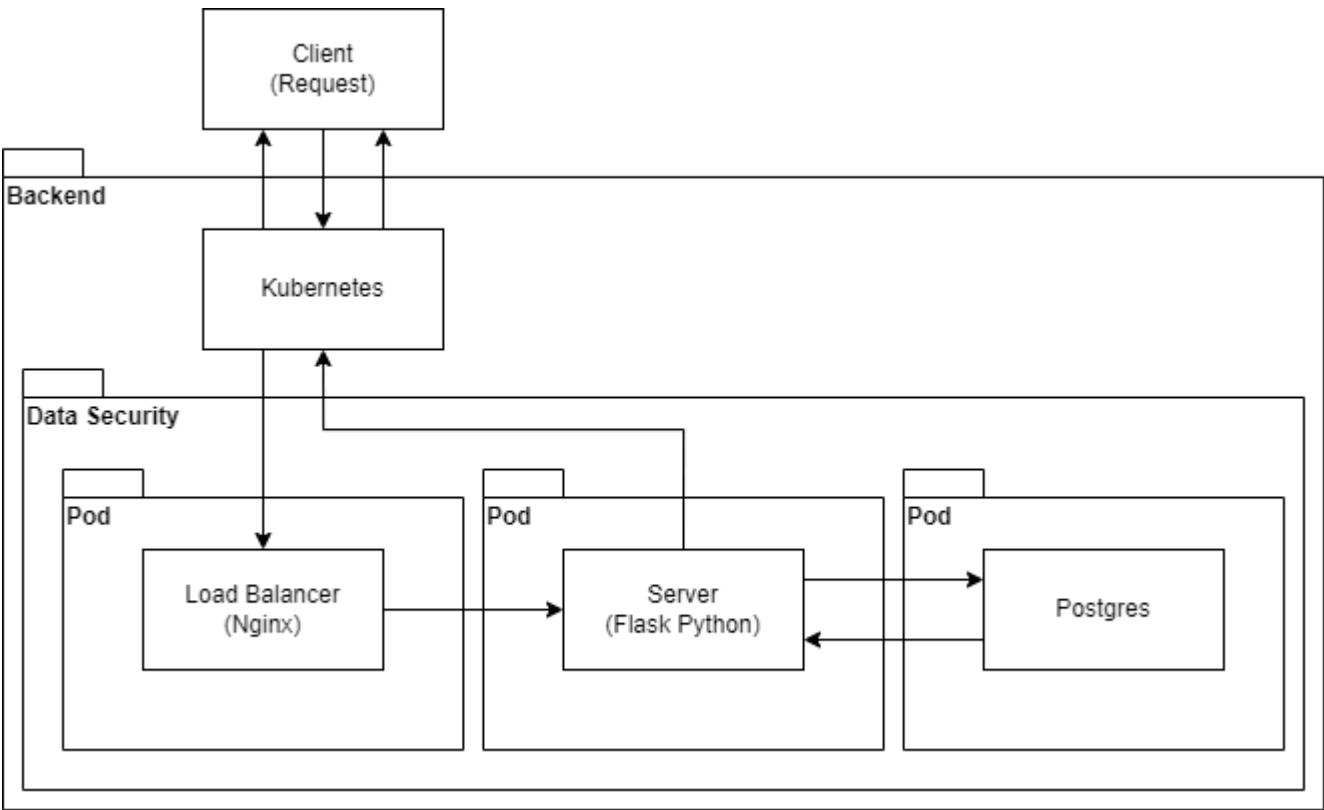 Client
(Request)
Backend
Kubernetes
Data Security
Pod
Pod
Pod
Load Balancer
(Nginx)
Server
(Flask Python)
Postgres